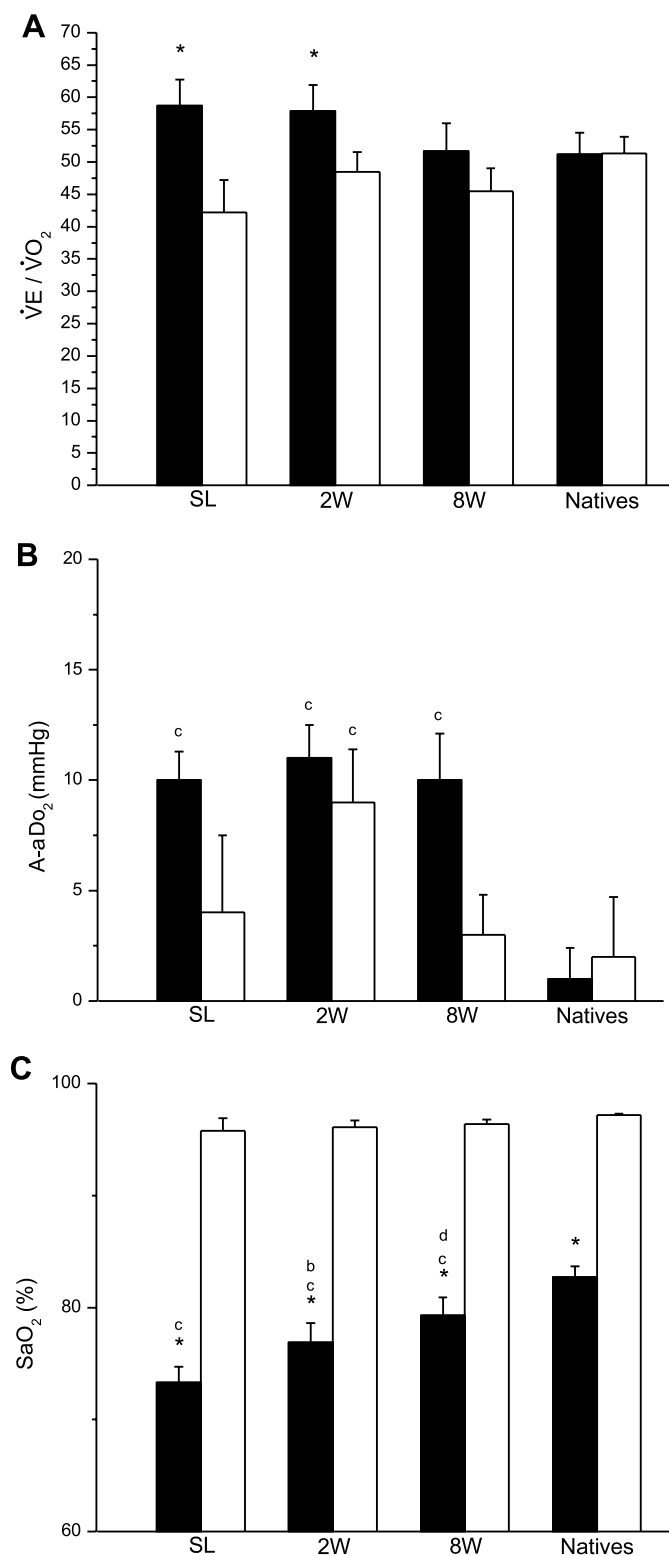 A
70
65
60
55
50
45
40
35
30
25
20
15
10
5
0
V̇E / V̇O₂
* *
SL 2W 8W Natives
B
20
15
10
5
0
A-aDo₂ (mmHg)
c c c c
SL 2W 8W Natives
C
100
80
60
SaO₂ (%)
c
*
b
c
*
d
c
*
*
SL 2W 8W Natives